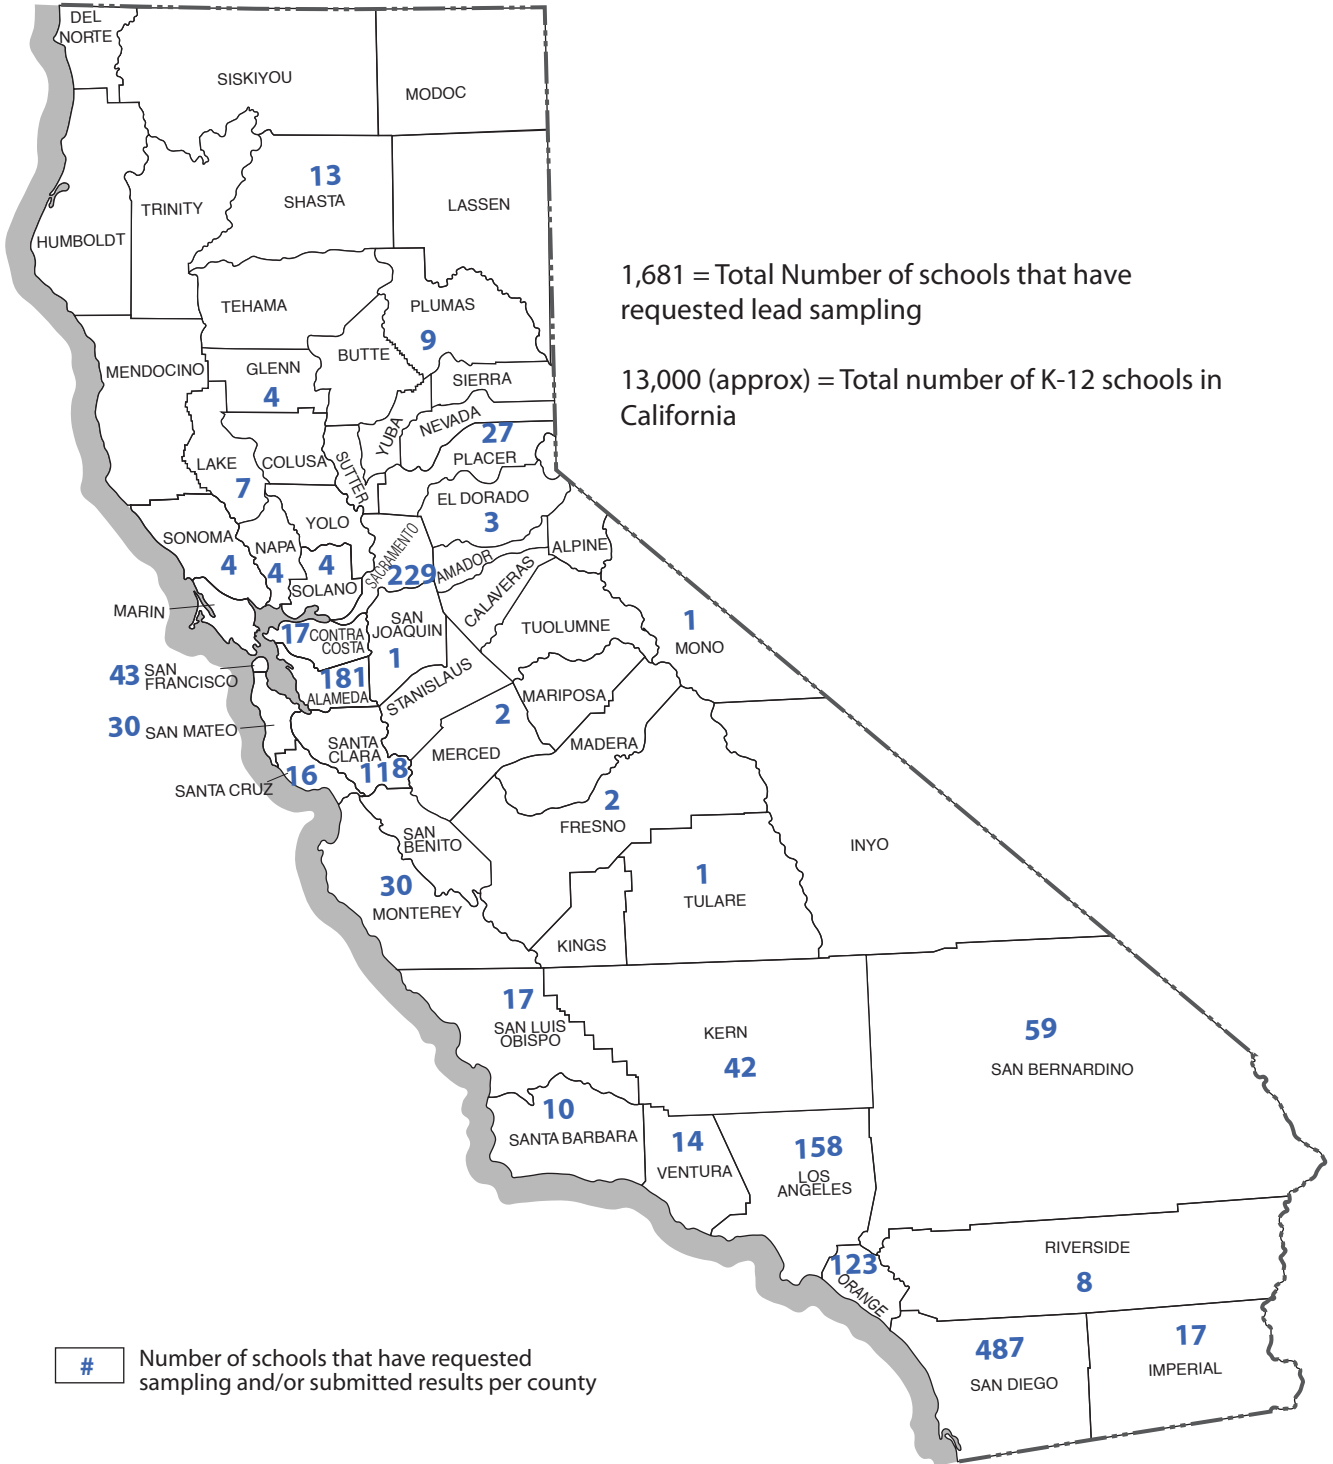 DEL
NORTE
SISKIYOU
MODOC
13
SHASTA
TRINITY
LASSEN
HUMBOLDT
1,681 = Total Number of schools that have
requested lead sampling
13,000 (approx) = Total number of K-12 schools in
California
TEHAMA
PLUMAS
9
BUTTE
MENDOCINO
GLENN
4
SIERRA
NEVADA
YUBA
27
PLACER
LAKE
7
COLUSA
SUTTER
EL DORADO
3
YOLO
SONOMA
4
NAPA
4
4
SOLANO
SACRAMENTO
229
AMADOR
ALPINE
CALAVERAS
MARIN
17
CONTRA
COSTA
SAN
JOAQUIN
1
TUOLUMNE
1
MONO
43
SAN
FRANCISCO
181
ALAMEDA
STANISLAUS
MARIPOSA
30
SAN MATEO
SANTA
CLARA
118
2
MERCED
MADERA
SANTA CRUZ
16
2
FRESNO
SAN
BENITO
INYO
30
MONTEREY
1
TULARE
KINGS
17
SAN LUIS
OBISPO
KERN
42
59
SAN BERNARDINO
10
SANTA BARBARA
14
VENTURA
158
LOS
ANGELES
123
ORANGE
RIVERSIDE
8
487
SAN DIEGO
17
IMPERIAL
#
Number of schools that have requested
sampling and/or submitted results per county